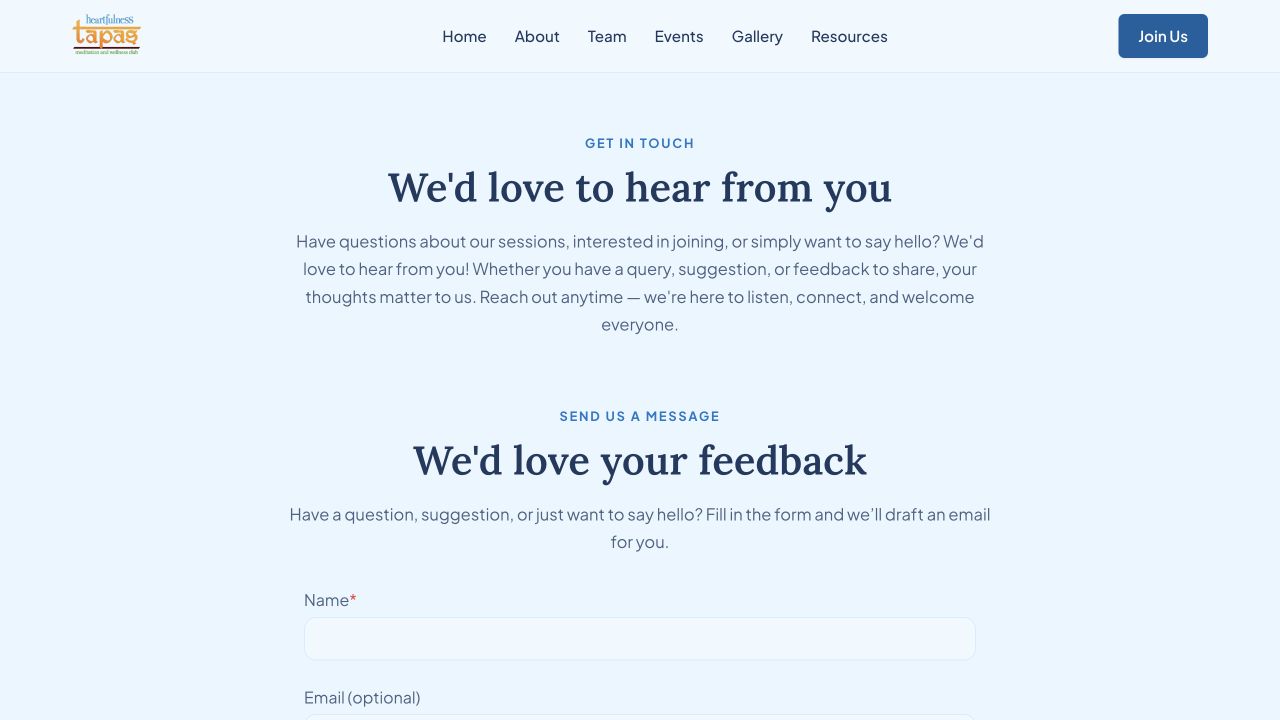 heartfulness
tapas
meditation and wellness club
Home
About
Team
Events
Gallery
Resources
Join Us
GET IN TOUCH
We'd love to hear from you
Have questions about our sessions, interested in joining, or simply want to say hello? We'd
love to hear from you! Whether you have a query, suggestion, or feedback to share, your
thoughts matter to us. Reach out anytime — we're here to listen, connect, and welcome
everyone.
SEND US A MESSAGE
We'd love your feedback
Have a question, suggestion, or just want to say hello? Fill in the form and we’ll draft an email
for you.
Name*
Email (optional)